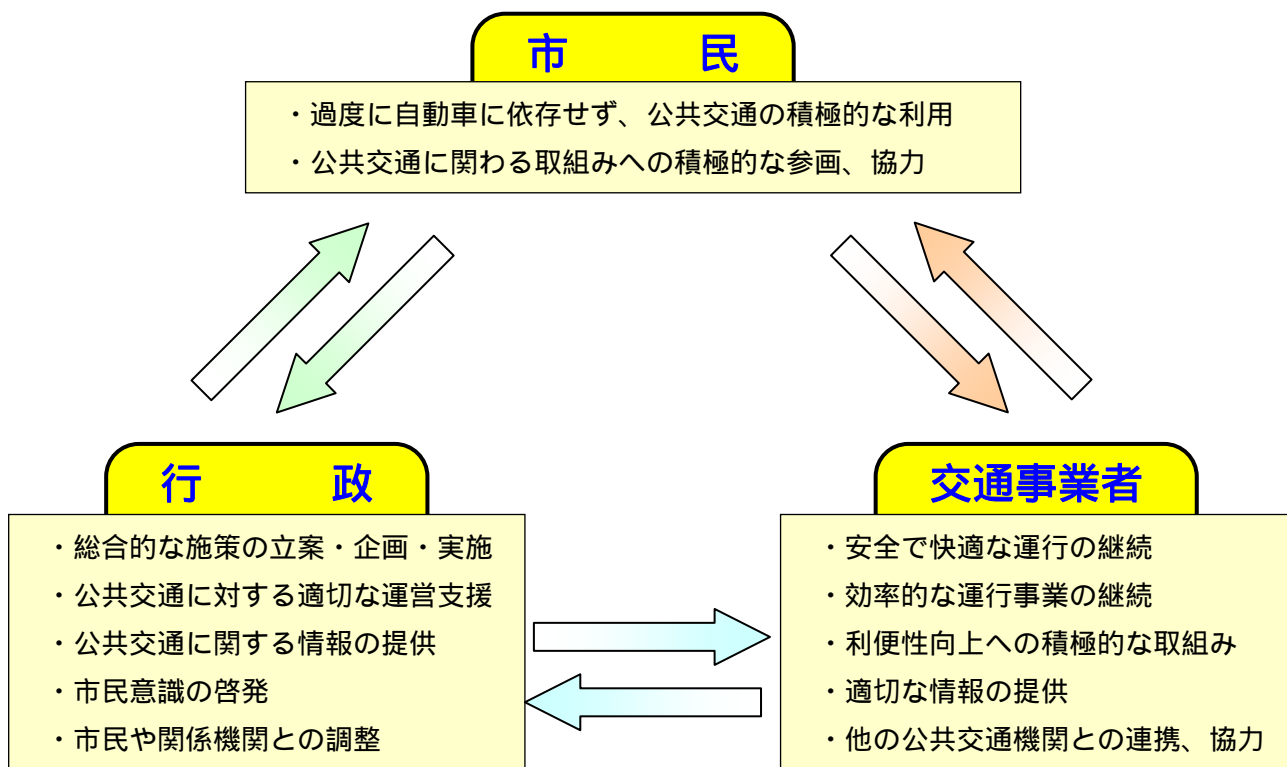 市　　　民
・過度に自動車に依存せず、公共交通の積極的な利用
・公共交通に関わる取組みへの積極的な参画、協力
行　　　政
・総合的な施策の立案・企画・実施
・公共交通に対する適切な運営支援
・公共交通に関する情報の提供
・市民意識の啓発
・市民や関係機関との調整
交通事業者
・安全で快適な運行の継続
・効率的な運行事業の継続
・利便性向上への積極的な取組み
・適切な情報の提供
・他の公共交通機関との連携、協力